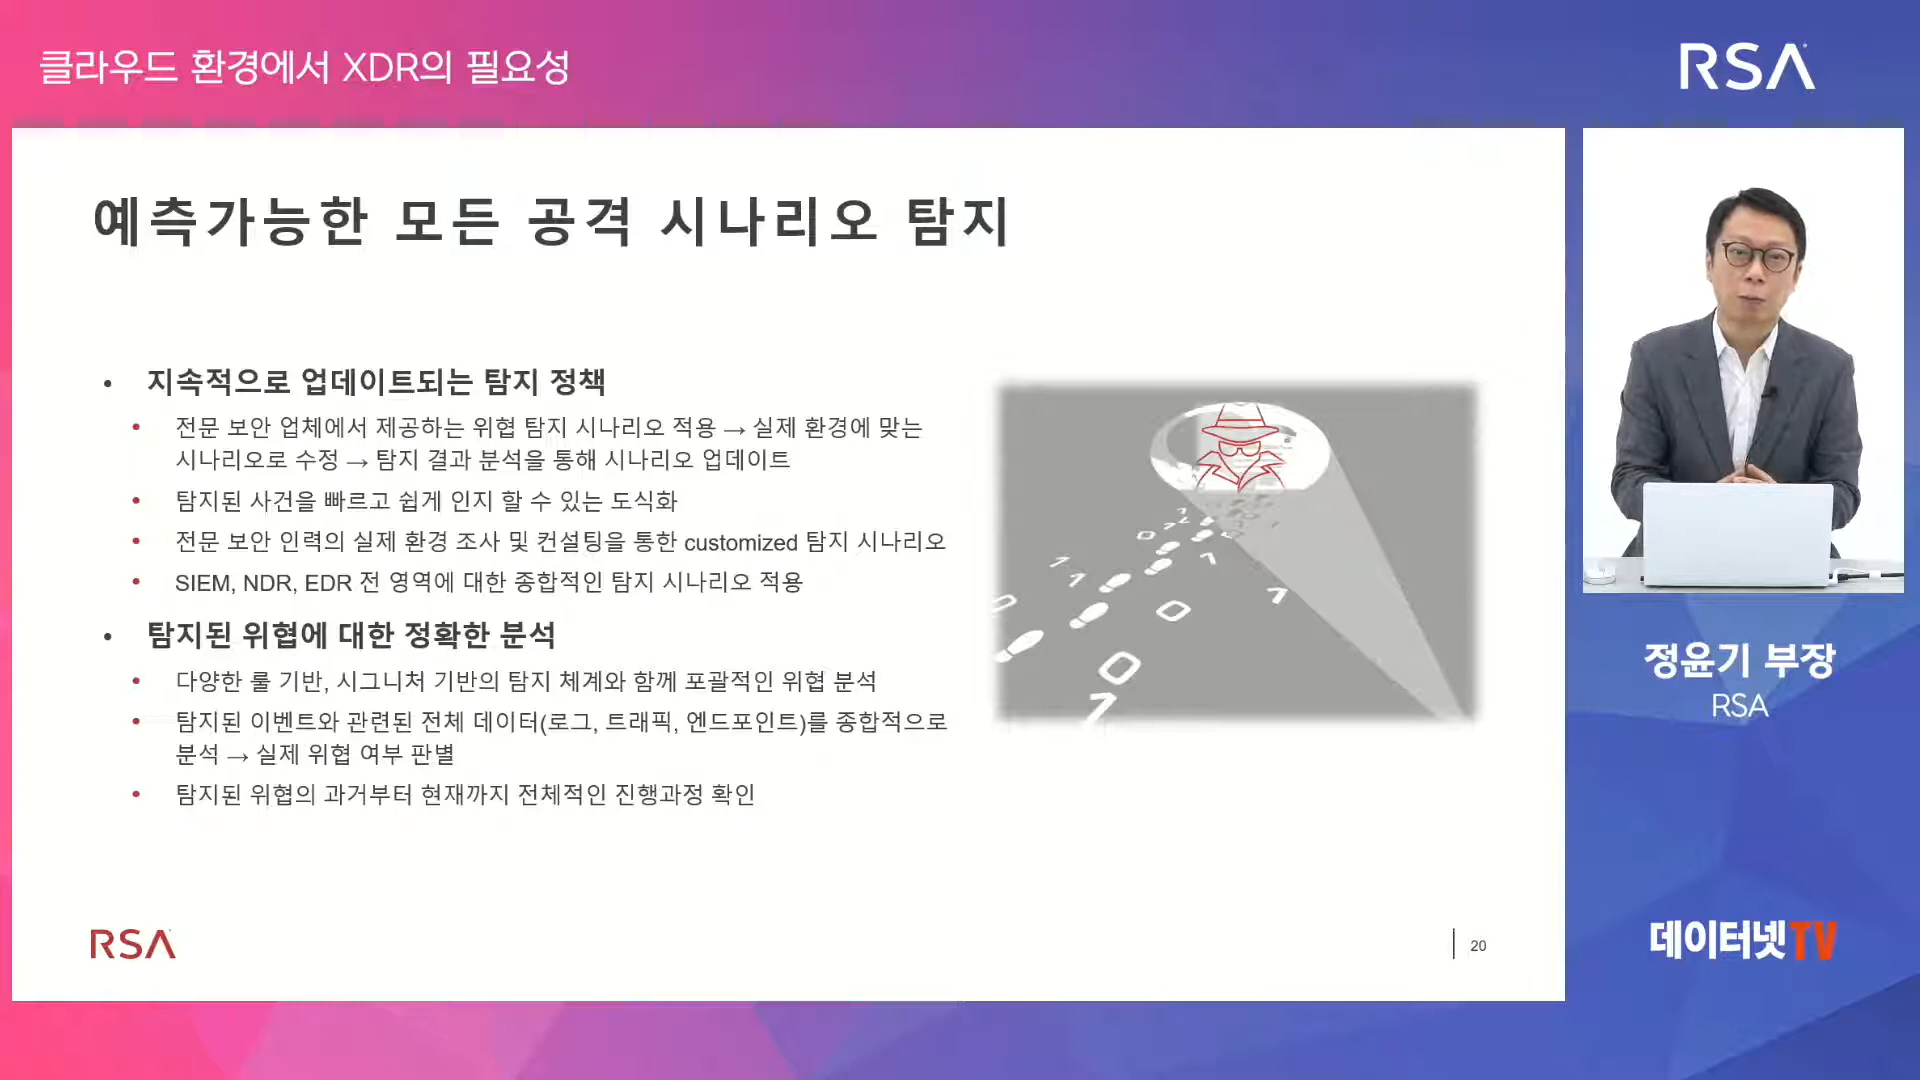 클라우드 환경에서 XDR의 필요성
RSA
예측가능한 모든 공격 시나리오 탐지
• 지속적으로 업데이트되는 탐지 정책
• 전문 보안 업체에서 제공하는 위협 탐지 시나리오 적용 → 실제 환경에 맞는
시나리오로 수정 → 탐지 결과 분석을 통해 시나리오 업데이트
• 탐지된 사건을 빠르고 쉽게 인지 할 수 있는 도식화
• 전문 보안 인력의 실제 환경 조사 및 컨설팅을 통한 customized 탐지 시나리오
• SIEM, NDR, EDR 전 영역에 대한 종합적인 탐지 시나리오 적용
• 탐지된 위협에 대한 정확한 분석
• 다양한 룰 기반, 시그니처 기반의 탐지 체계와 함께 포괄적인 위협 분석
• 탐지된 이벤트와 관련된 전체 데이터(로그, 트래픽, 엔드포인트)를 종합적으로
분석 → 실제 위협 여부 판별
• 탐지된 위협의 과거부터 현재까지 전체적인 진행과정 확인
RSA
20
정윤기 부장
RSA
데이터넷TV